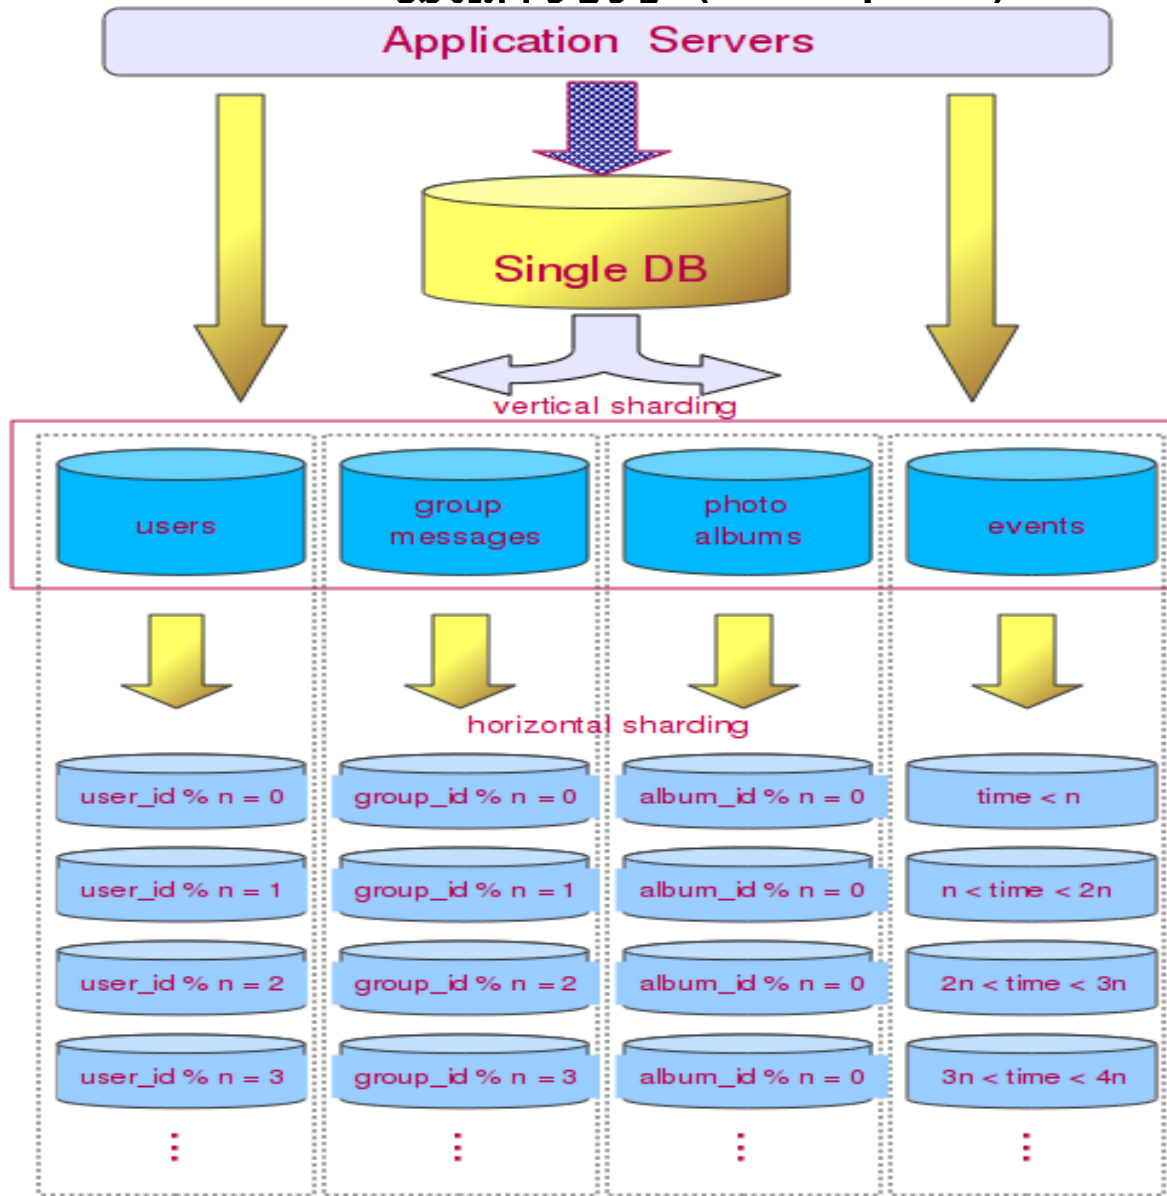 Application Servers
Single DB
vertical sharding
users
group
messages
photo
albums
events
horizontal sharding
user_id % n = 0
group_id % n = 0
album_id % n = 0
time < n
user_id % n = 1
group_id % n = 1
album_id % n = 0
n < time < 2n
user_id % n = 2
group_id % n = 2
album_id % n = 0
2n < time < 3n
user_id % n = 3
group_id % n = 3
album_id % n = 0
3n < time < 4n